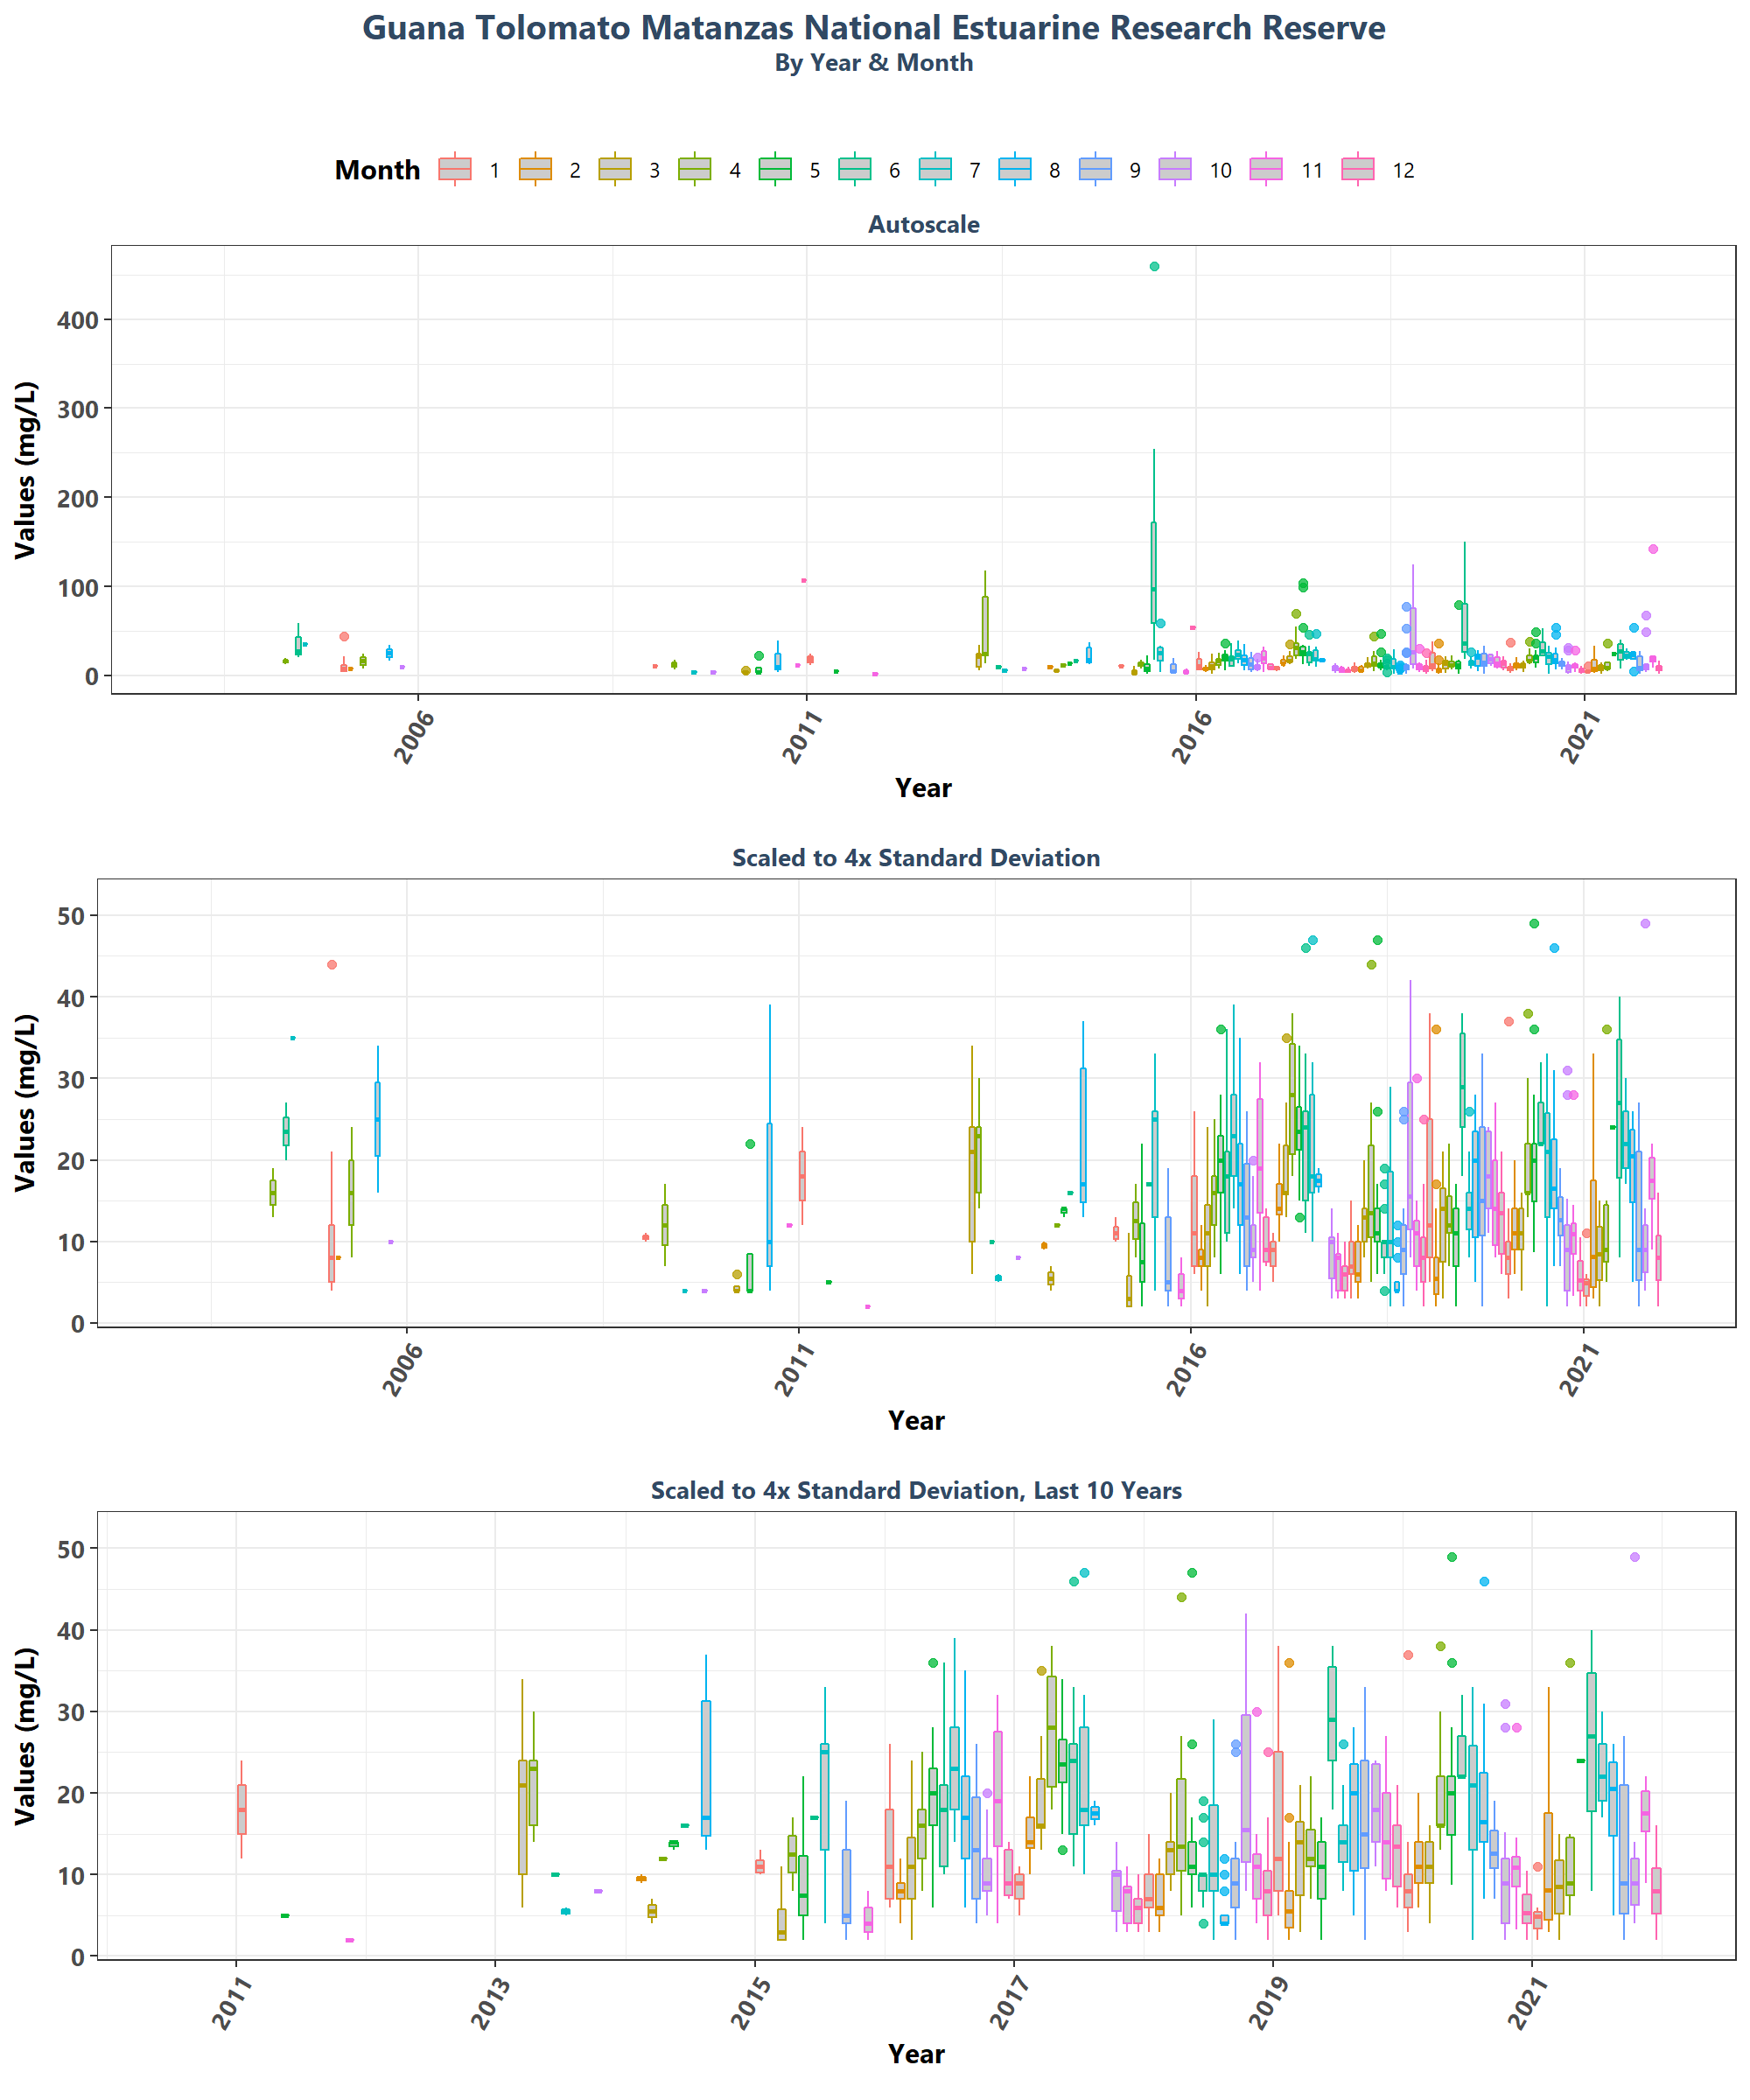 Guana Tolomato Matanzas National Estuarine Research Reserve
By Year & Month
Month 1 2 3 4 5 6 7 8 9 10 11 12
Autoscale
Values (mg/L)
400
300
200
100
0
2006 2011 2016 2021
Year
Scaled to 4x Standard Deviation
Values (mg/L)
50
40
30
20
10
0
2006 2011 2016 2021
Year
Scaled to 4x Standard Deviation, Last 10 Years
Values (mg/L)
50
40
30
20
10
0
2011 2013 2015 2017 2019 2021
Year